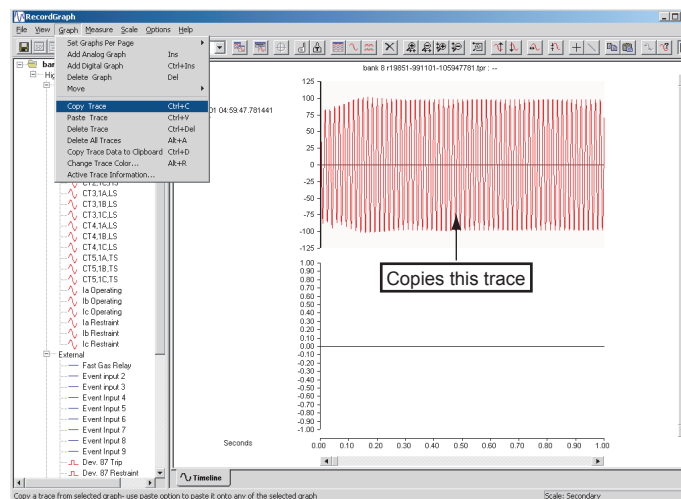 RecordGraph
File View Graph Measure Scale Options Help
Set Graphs Per Page
Add Analog Graph Ins
Add Digital Graph Ctrl+Ins
Delete Graph Del
Move
Copy Trace Ctrl+C
Paste Trace Ctrl+V
Delete Trace Ctrl+Del
Delete All Traces Alt+A
Copy Trace Data to Clipboard Ctrl+D
Change Trace Color... Alt+R
Active Trace Information...
CT3,1A,LS
CT3,1B,LS
CT3,1C,LS
CT4,1A,LS
CT4,1B,LS
CT4,1C,LS
CT5,1A,TS
CT5,1B,TS
CT5,1C,TS
Ia Operating
Ib Operating
Ic Operating
Ia Restraint
Ib Restraint
Ic Restraint
External
Fast Gas Relay
Event input 2
Event input 3
Event Input 4
Event Input 5
Event Input 6
Event Input 7
Event Input 8
Event Input 9
Dev. 87 Trip
Dev. 87 Restraint
bank 8 r19851-991101-105947781.tpr : --
01 04:59:47.781441
125
100
75
50
25
0
-25
-50
-75
-100
-125
Copies this trace
1.00
0.90
0.80
0.70
0.60
0.50
0.40
0.30
0.20
0.10
0.00
-0.10
-0.20
-0.30
-0.40
-0.50
-0.60
-0.70
-0.80
-0.90
-1.00
Seconds
0.00 0.10 0.20 0.30 0.40 0.50 0.60 0.70 0.80 0.90 1.00
Timeline
Copy a trace from selected graph- use paste option to paste it onto any of the selected graph
Scale: Secondary